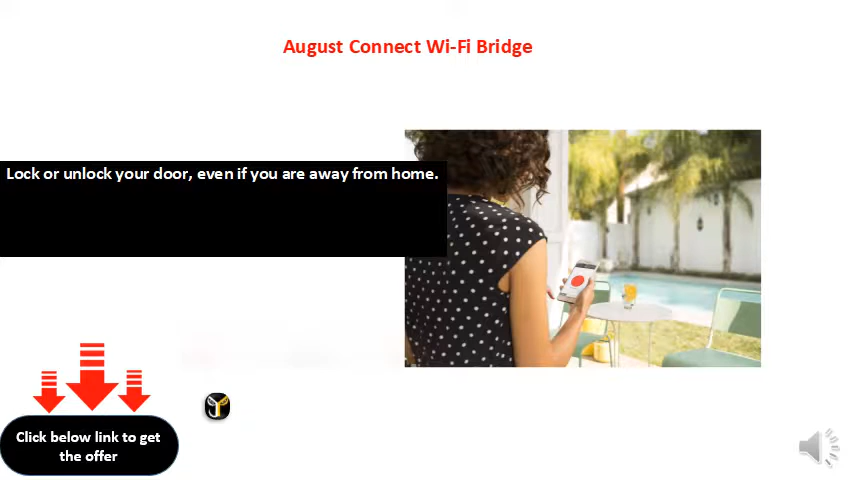 August Connect Wi-Fi Bridge
Lock or unlock your door, even if you are away from home.
Click below link to get
the offer